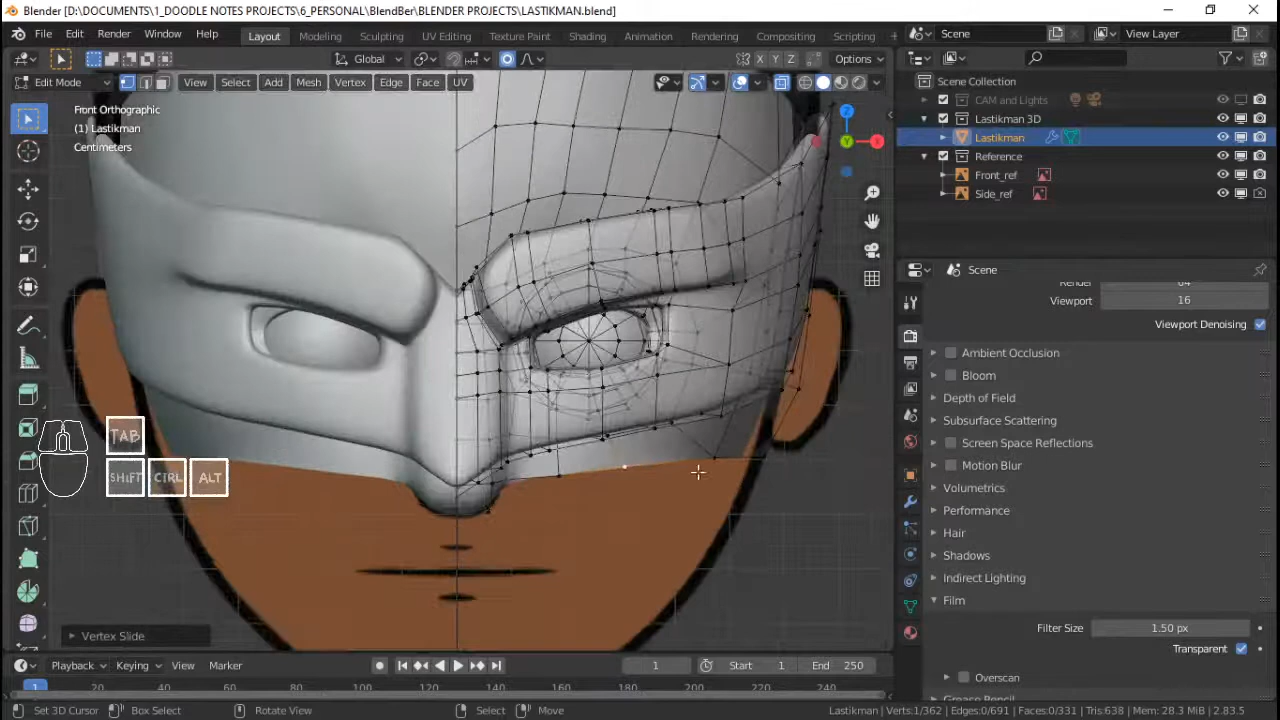 Blender [D:\DOCUMENTS\1_DOODLE NOTES PROJECTS\6_PERSONAL\BlendBer\BLENDER PROJECTS\LASTIKMAN.blend]
File Edit Render Window Help Layout Modeling Sculpting UV Editing Texture Paint Shading Animation Rendering Compositing Scripting Scene View Layer
Global X Y Z Options
Edit Mode View Select Add Mesh Vertex Edge Face UV
Scene Collection
CAM and Lights
Lastikman 3D
Lastikman
Reference
Front_ref
Side_ref
Front Orthographic
(1) Lastikman
Centimeters
Z
Scene
Render 64
Viewport 16
Viewport Denoising
Ambient Occlusion
Bloom
Depth of Field
Subsurface Scattering
Screen Space Reflections
Motion Blur
Volumetrics
Performance
Hair
Shadows
Indirect Lighting
Film
Filter Size 1.50 px
Transparent
Overscan
Grease Pencil
TAB
SHIFT CTRL ALT
Vertex Slide
Playback Keying View Marker 1 Start 1 End 250
1 20 40 60 80 100 120 140 160 180 200 220 240
Set 3D Cursor Box Select Rotate View Select Move Lastikman | Verts:1/362 | Edges:0/691 | Faces:0/331 | Tris:638 | Mem: 28.3 MiB | 2.83.5